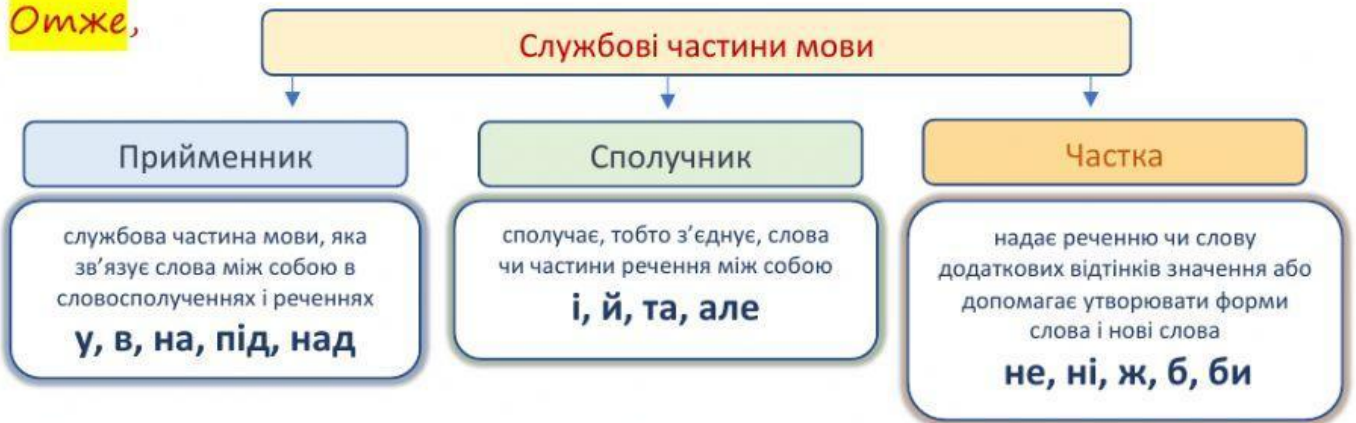 Отже,
Службові частини мови
Прийменник
службова частина мови, яка
зв’язує слова між собою в
словосполученнях і реченнях
у, в, на, під, над
Сполучник
сполучає, тобто з’єднує, слова
чи частини речення між собою
і, й, та, але
Частка
надає реченню чи слову
додаткових відтінків значення або
допомагає утворювати форми
слова і нові слова
не, ні, ж, б, би